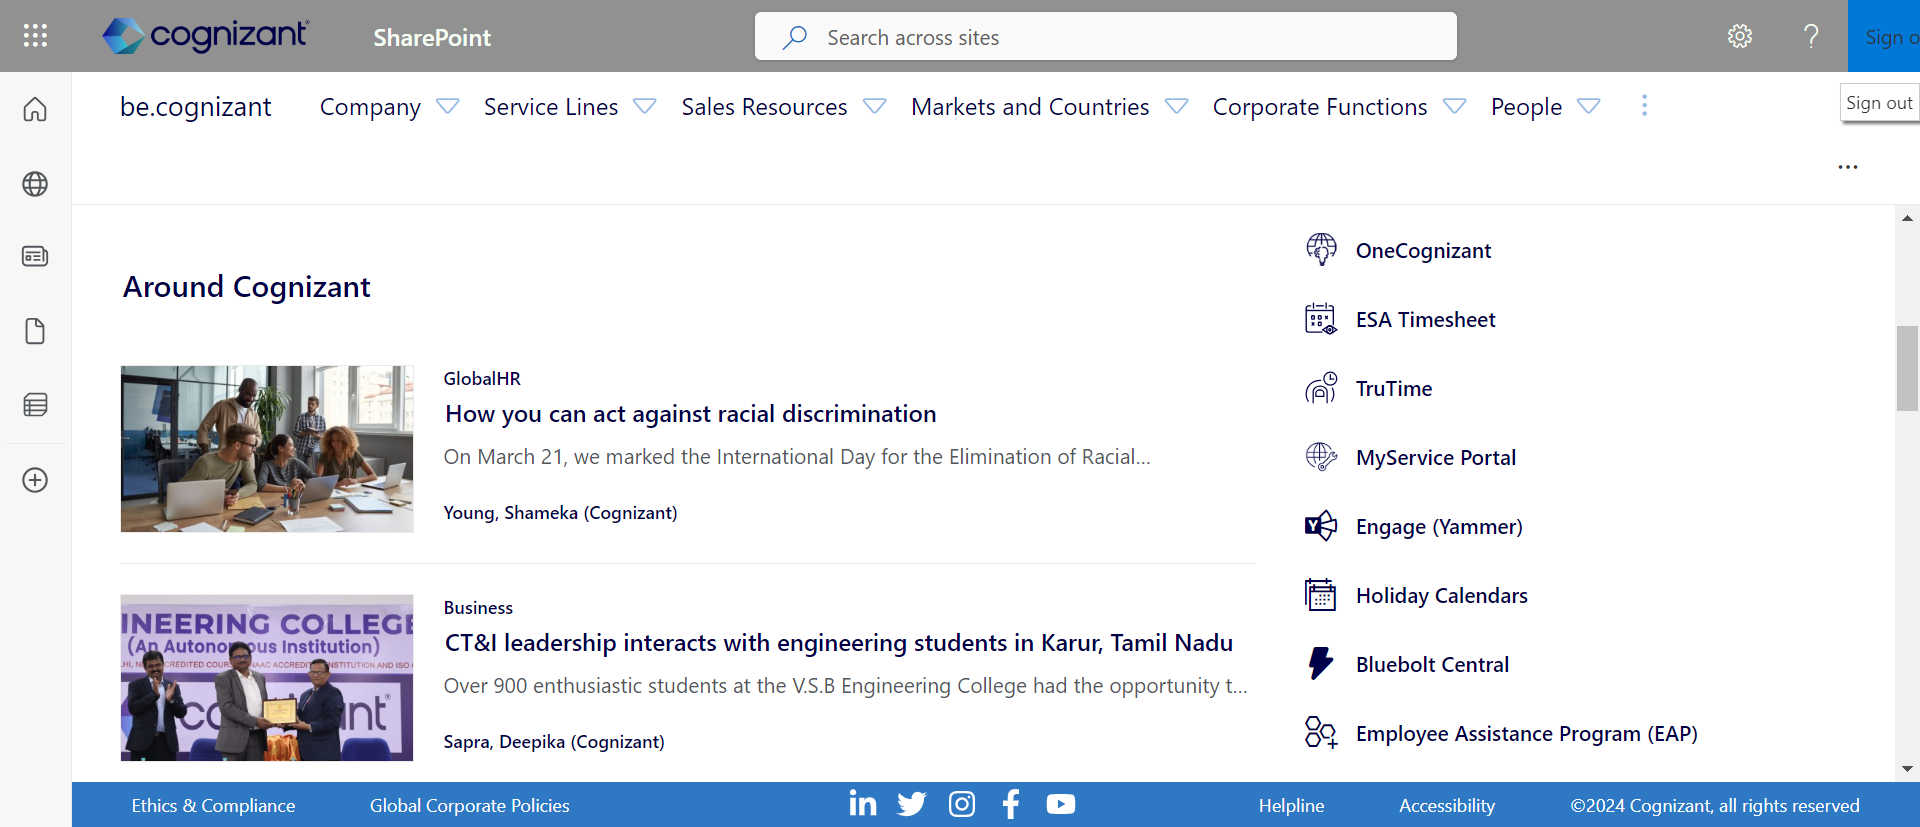 cognizant
SharePoint
Search across sites
Sign o
Sign out
be.cognizant
Company
Service Lines
Sales Resources
Markets and Countries
Corporate Functions
People
Around Cognizant
GlobalHR
How you can act against racial discrimination
On March 21, we marked the International Day for the Elimination of Racial...
Young, Shameka (Cognizant)
INEERING COLLEGE
(An Autonomous Institution)
Business
CT&I leadership interacts with engineering students in Karur, Tamil Nadu
Over 900 enthusiastic students at the V.S.B Engineering College had the opportunity t...
Sapra, Deepika (Cognizant)
OneCognizant
ESA Timesheet
TruTime
MyService Portal
Engage (Yammer)
Holiday Calendars
Bluebolt Central
Employee Assistance Program (EAP)
Ethics & Compliance
Global Corporate Policies
Helpline
Accessibility
©2024 Cognizant, all rights reserved